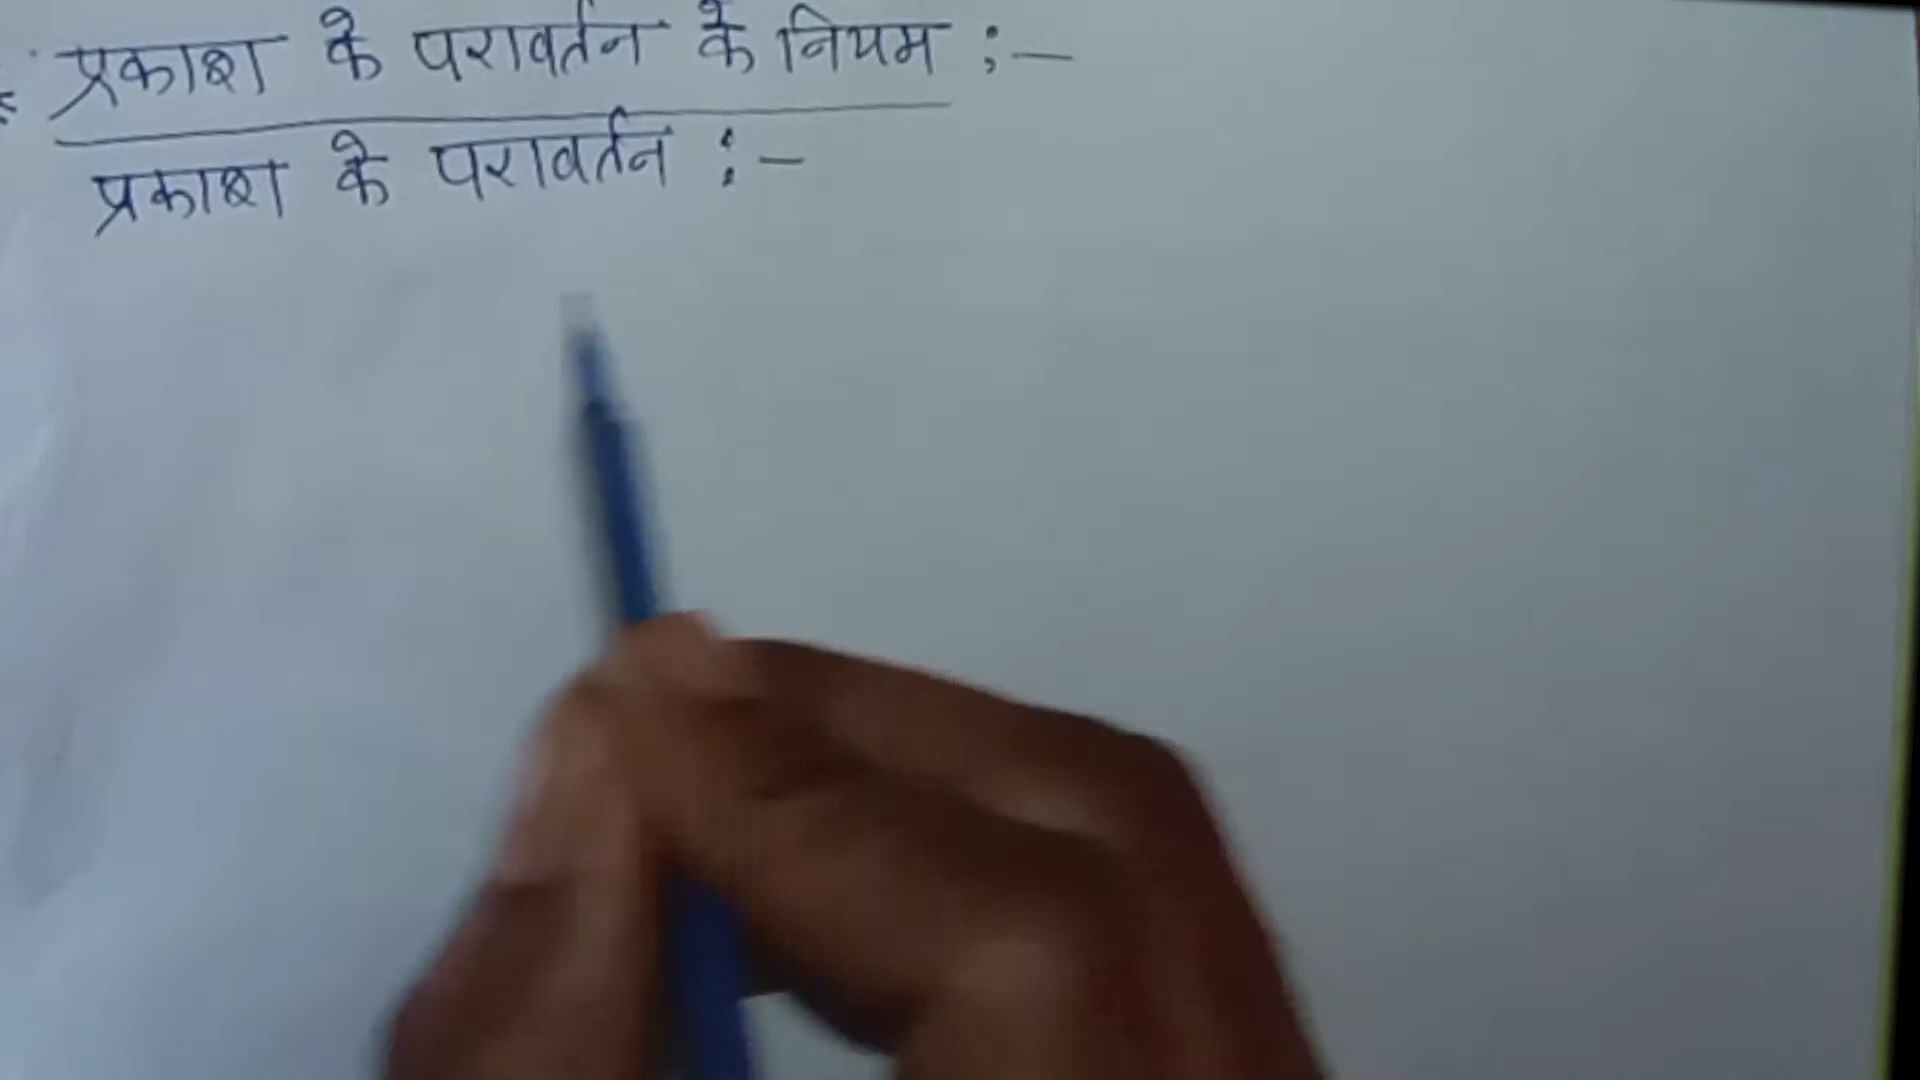 प्रकाश के परावर्तन के नियम :-
प्रकाश के परावर्तन :-